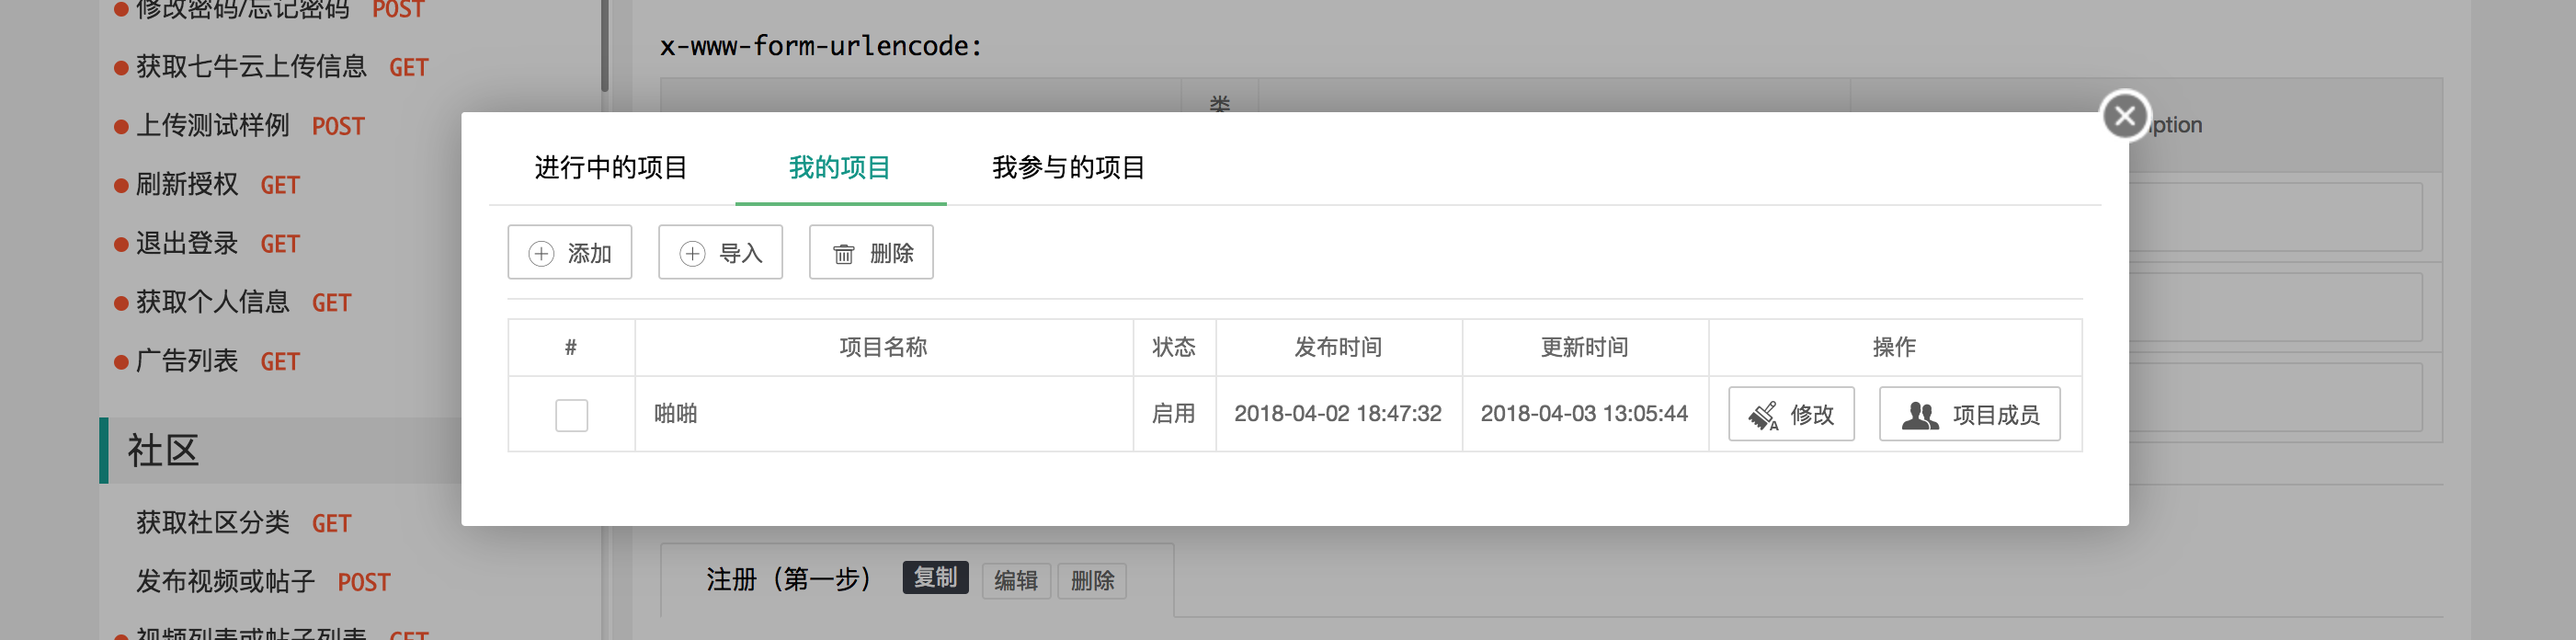 修改密码/忘记密码 POST
获取七牛云上传信息 GET
上传测试样例 POST
刷新授权 GET
退出登录 GET
获取个人信息 GET
广告列表 GET
社区
获取社区分类 GET
发布视频或帖子 POST
视频列表或帖子列表 GET
x-www-form-urlencode:
类
ption
进行中的项目 我的项目 我参与的项目
添加 导入 删除
# 项目名称 状态 发布时间 更新时间 操作
啪啪 启用 2018-04-02 18:47:32 2018-04-03 13:05:44 修改 项目成员
注册（第一步） 复制 编辑 删除